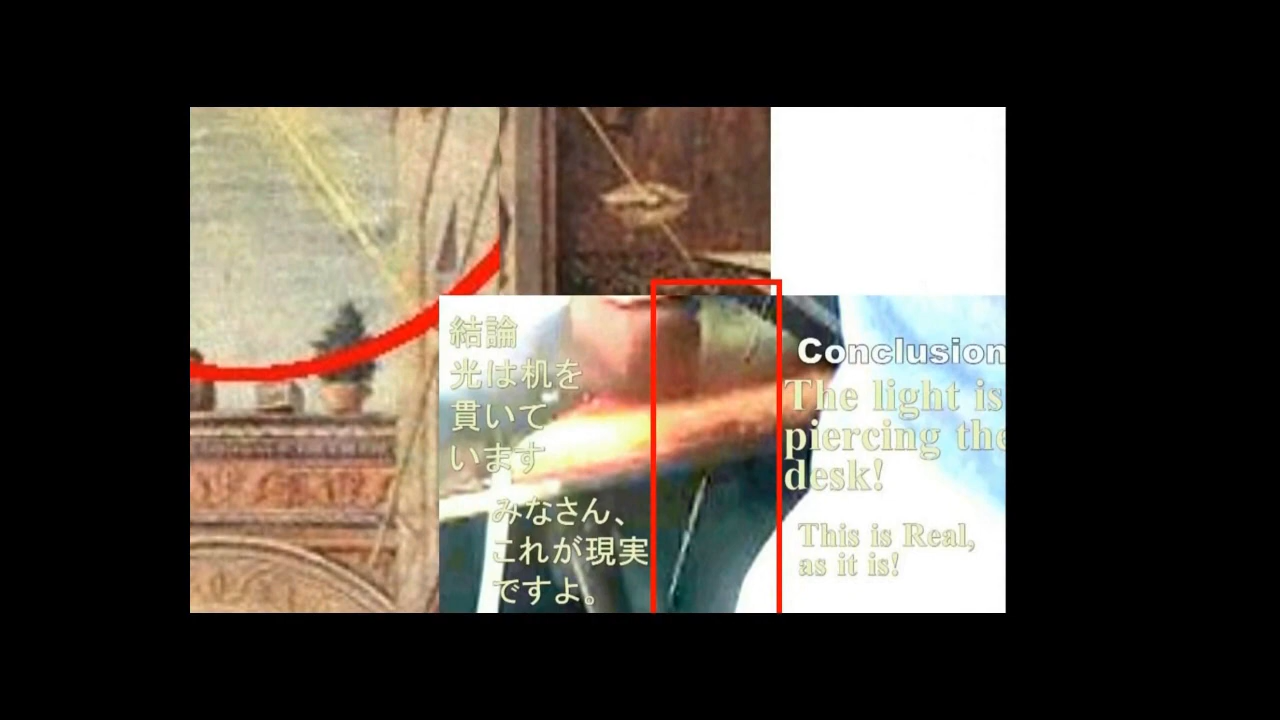 結論
光は机を
貫いて
います
みなさん、
これが現実
ですよ。
Conclusion
The light is
piercing the
desk!
This is Real,
as it is!